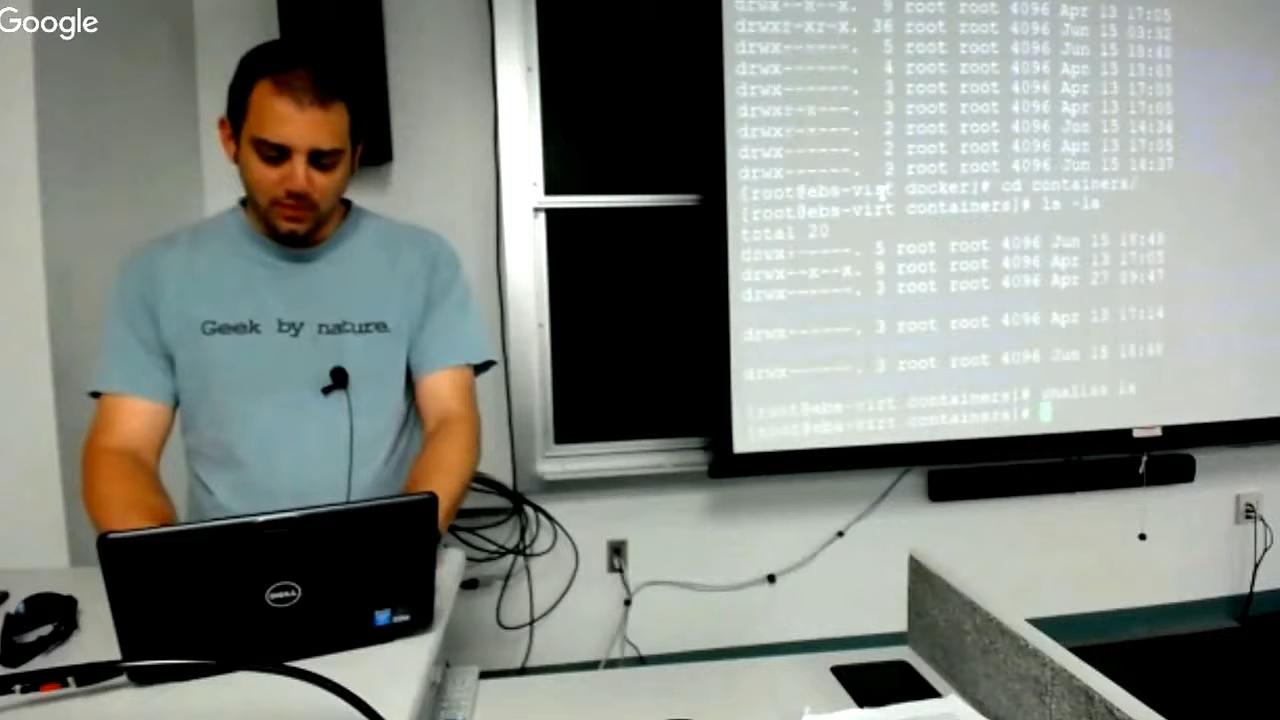 Google
drwx--x--x. 9 root root 4096 Apr 13 17:05
drwxr-xr-x. 36 root root 4096 Jun 15 03:32
drwx------. 5 root root 4096 Jun 15 18:48
drwx------. 4 root root 4096 Apr 13
drwx------. 3 root root 4096 Apr 13 17:05
drwxr-x---. 3 root root 4096 Apr 13 17:05
drwx------. 2 root root 4096 Jun 15 14:34
drwx------. 2 root root 4096 Apr 13 17:05
drwx------. 2 root root 4096 Jun 15 14:37
[root@ebs-virt docker]# cd containers/
[root@ebs-virt containers]# ls -la
total 20
drwx------. 5 root root 4096 Jun 15 18:48
drwx--x--x. 9 root root 4096 Apr 13 17:05
drwx------. 3 root root 4096 Apr 27 09:47
drwx------. 3 root root 4096 Apr 13 17:14
drwx------. 3 root root 4096 Jun 15 18:48
[root@ebs-virt containers]# unalias ls
[root@ebs-virt containers]#
Geek by nature.
DELL